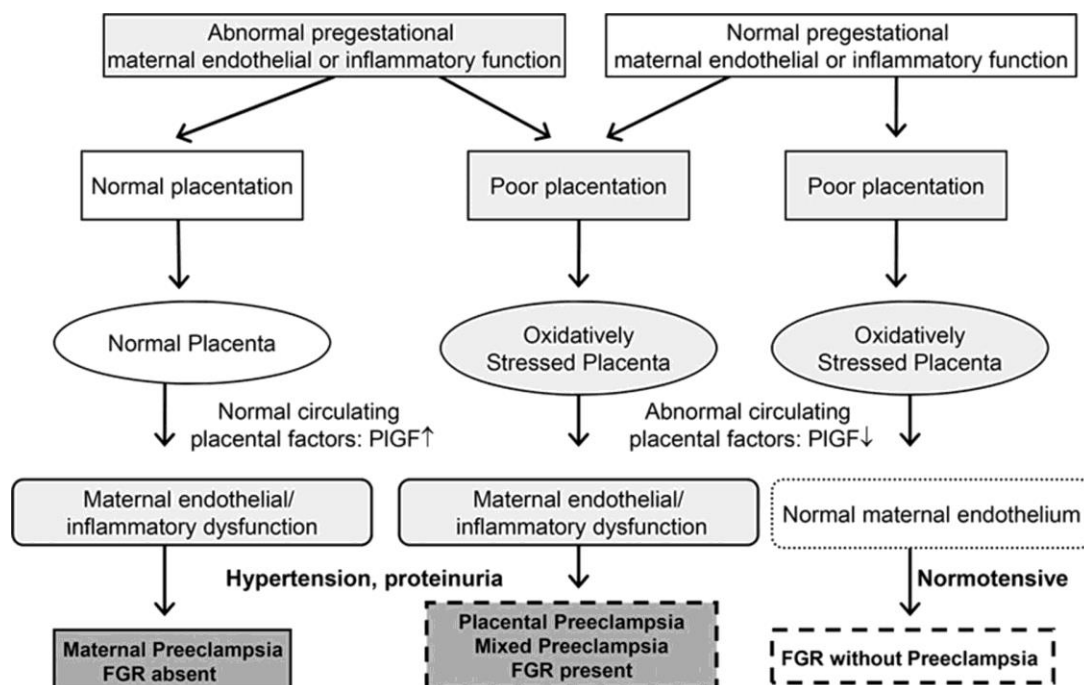 Abnormal pregestational
maternal endothelial or inflammatory function
Normal pregestational
maternal endothelial or inflammatory function
Normal placentation
Poor placentation
Poor placentation
Normal Placenta
Oxidatively
Stressed Placenta
Oxidatively
Stressed Placenta
Normal circulating
placental factors: PlGF↑
Abnormal circulating
placental factors: PlGF↓
Maternal endothelial/
inflammatory dysfunction
Maternal endothelial/
inflammatory dysfunction
Normal maternal endothelium
Hypertension, proteinuria
Normotensive
Maternal Preeclampsia
FGR absent
Placental Preeclampsia
Mixed Preeclampsia
FGR present
FGR without Preeclampsia